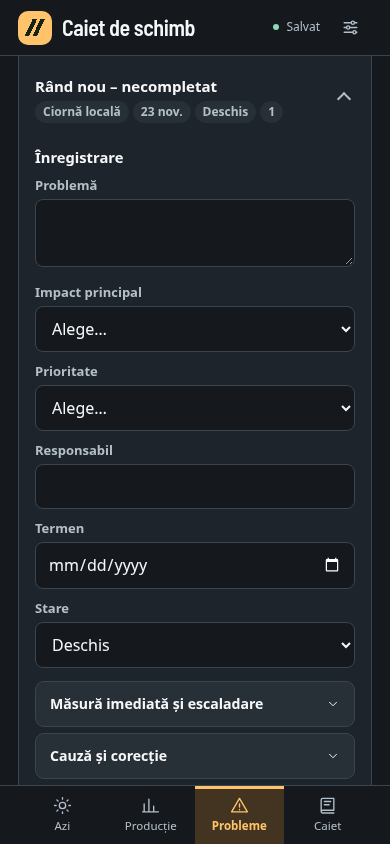 Caiet de schimb
Salvat
Rând nou – necompletat
Ciornă locală 23 nov. Deschis 1
Înregistrare
Problemă
Impact principal
Alege...
Prioritate
Alege...
Responsabil
Termen
mm/dd/yyyy
Stare
Deschis
Măsură imediată și escaladare
Cauză și corecție
Azi Producție Probleme Caiet